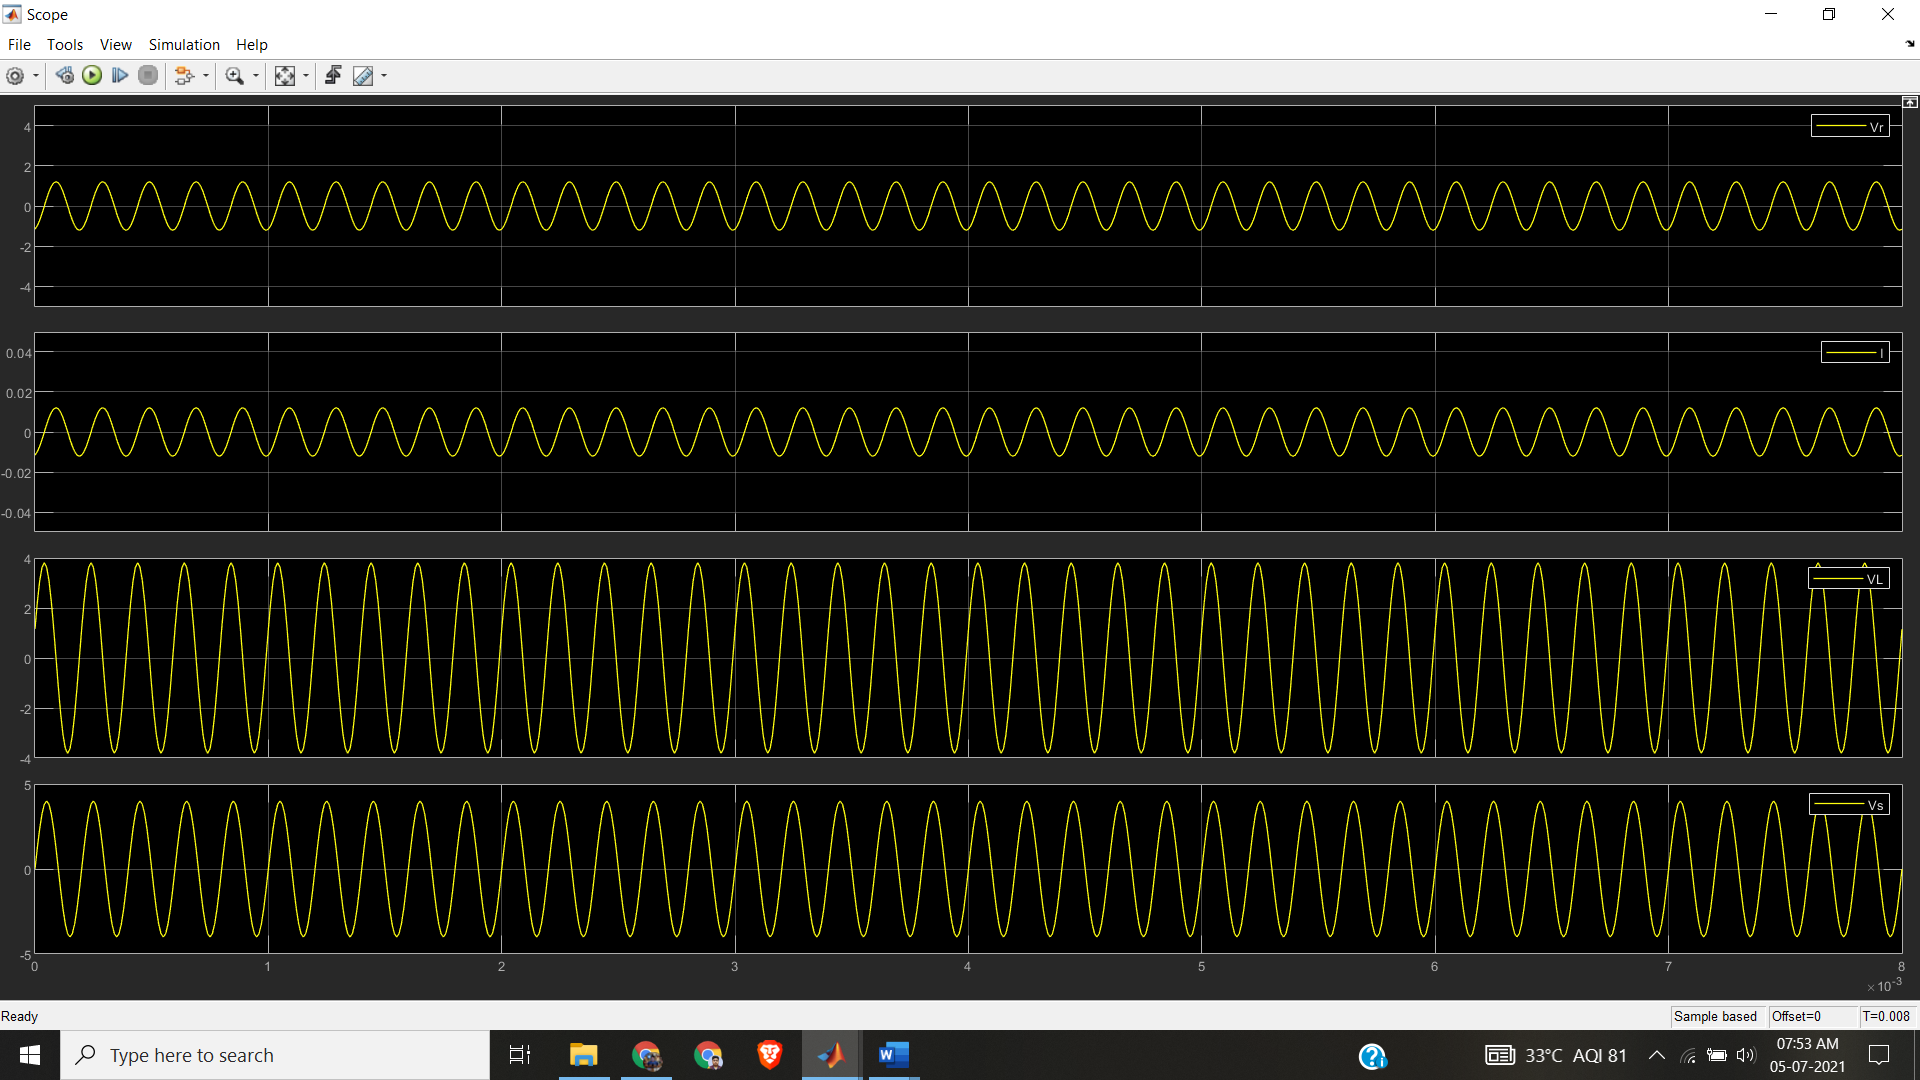 Scope
File Tools View Simulation Help
4
2
0
-2
-4
Vr
0.04
0.02
0
-0.02
-0.04
I
4
2
0
-2
-4
VL
5
0
-5
Vs
0 1 2 3 4 5 6 7 8
×10-3
Ready
Sample based Offset=0 T=0.008
Type here to search
33°C AQI 81
07:53 AM
05-07-2021